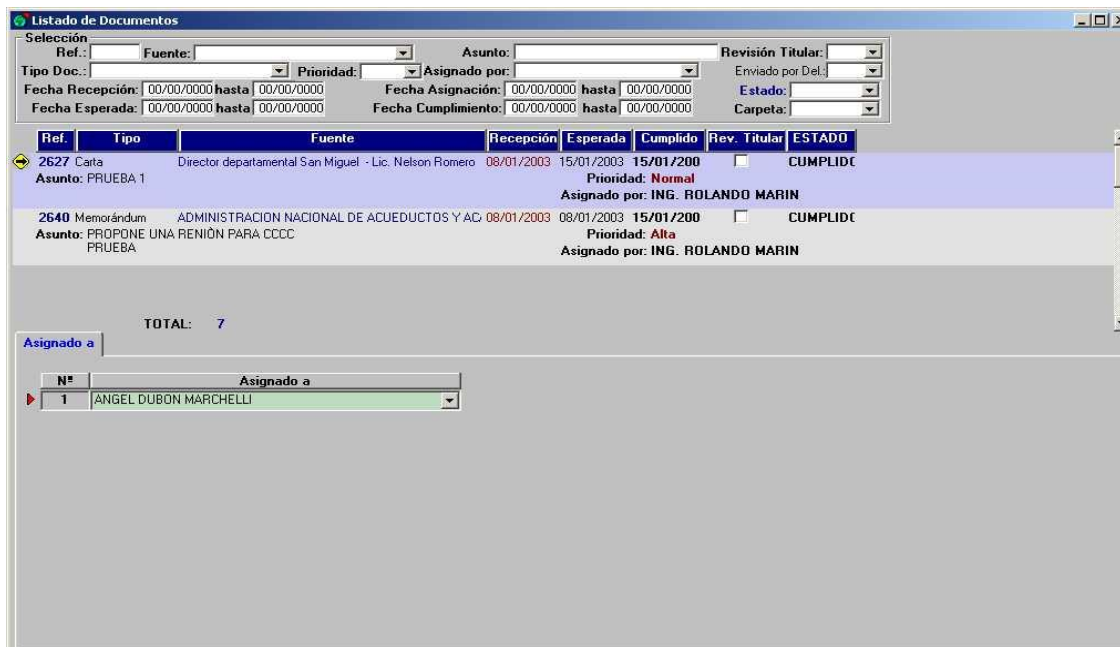 Listado de Documentos
Selección
Ref.: Fuente: Asunto: Revisión Titular:
Tipo Doc.: Prioridad: Asignado por: Enviado por Del.:
Fecha Recepción: 00/00/0000 hasta 00/00/0000 Fecha Asignación: 00/00/0000 hasta 00/00/0000 Estado:
Fecha Esperada: 00/00/0000 hasta 00/00/0000 Fecha Cumplimiento: 00/00/0000 hasta 00/00/0000 Carpeta:
Ref. Tipo Fuente Recepción Esperada Cumplido Rev. Titular ESTADO
2627 Carta Director departamental San Miguel - Lic. Nelson Romero 08/01/2003 15/01/2003 15/01/200 CUMPLIDO
Asunto: PRUEBA 1 Prioridad: Normal
Asignado por: ING. ROLANDO MARIN
2640 Memorándum ADMINISTRACION NACIONAL DE ACUEDUCTOS Y AC 08/01/2003 08/01/2003 15/01/200 CUMPLIDO
Asunto: PROPONE UNA RENIÓN PARA CCCC Prioridad: Alta
PRUEBA
Asignado por: ING. ROLANDO MARIN
TOTAL: 7
Asignado a
Nº Asignado a
1 ANGEL DUBON MARCHELLI